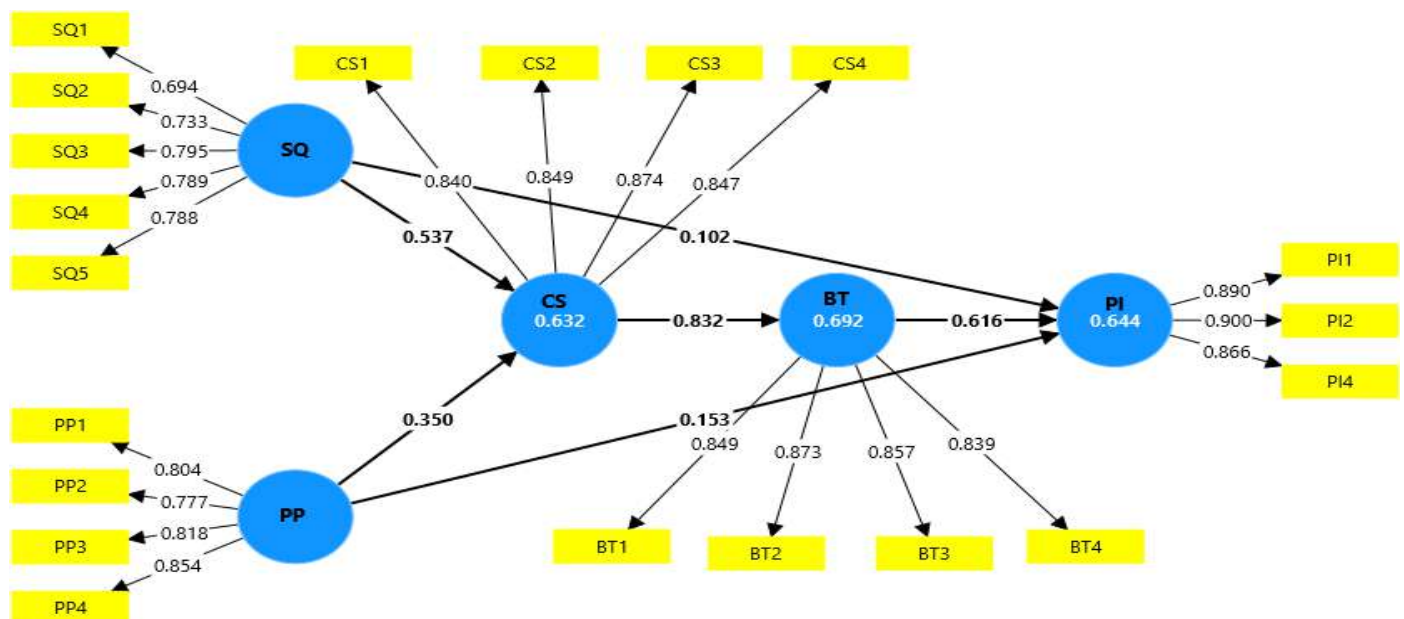 SQ1
SQ2
SQ3
SQ4
SQ5
0.694
0.733
0.795
0.789
0.788
SQ
CS1
CS2
CS3
CS4
0.840
0.849
0.874
0.847
0.537
0.102
CS
0.632
0.832
BT
0.692
0.616
PI
0.644
0.890
0.900
0.866
PI1
PI2
PI4
0.350
0.153
PP1
PP2
PP3
PP4
0.804
0.777
0.818
0.854
PP
0.849
0.873
0.857
0.839
BT1
BT2
BT3
BT4